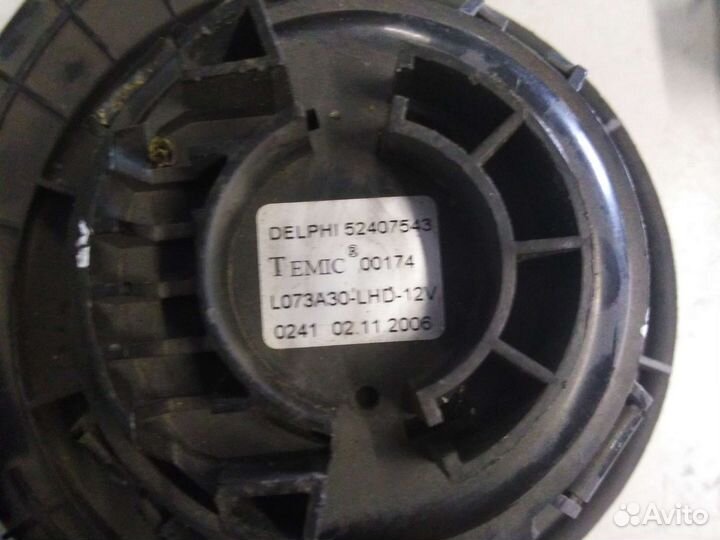 DELPHI 52407543
TEMIC® 00174
L073A30-LHD-12V
0241 02.11 2006
Avito